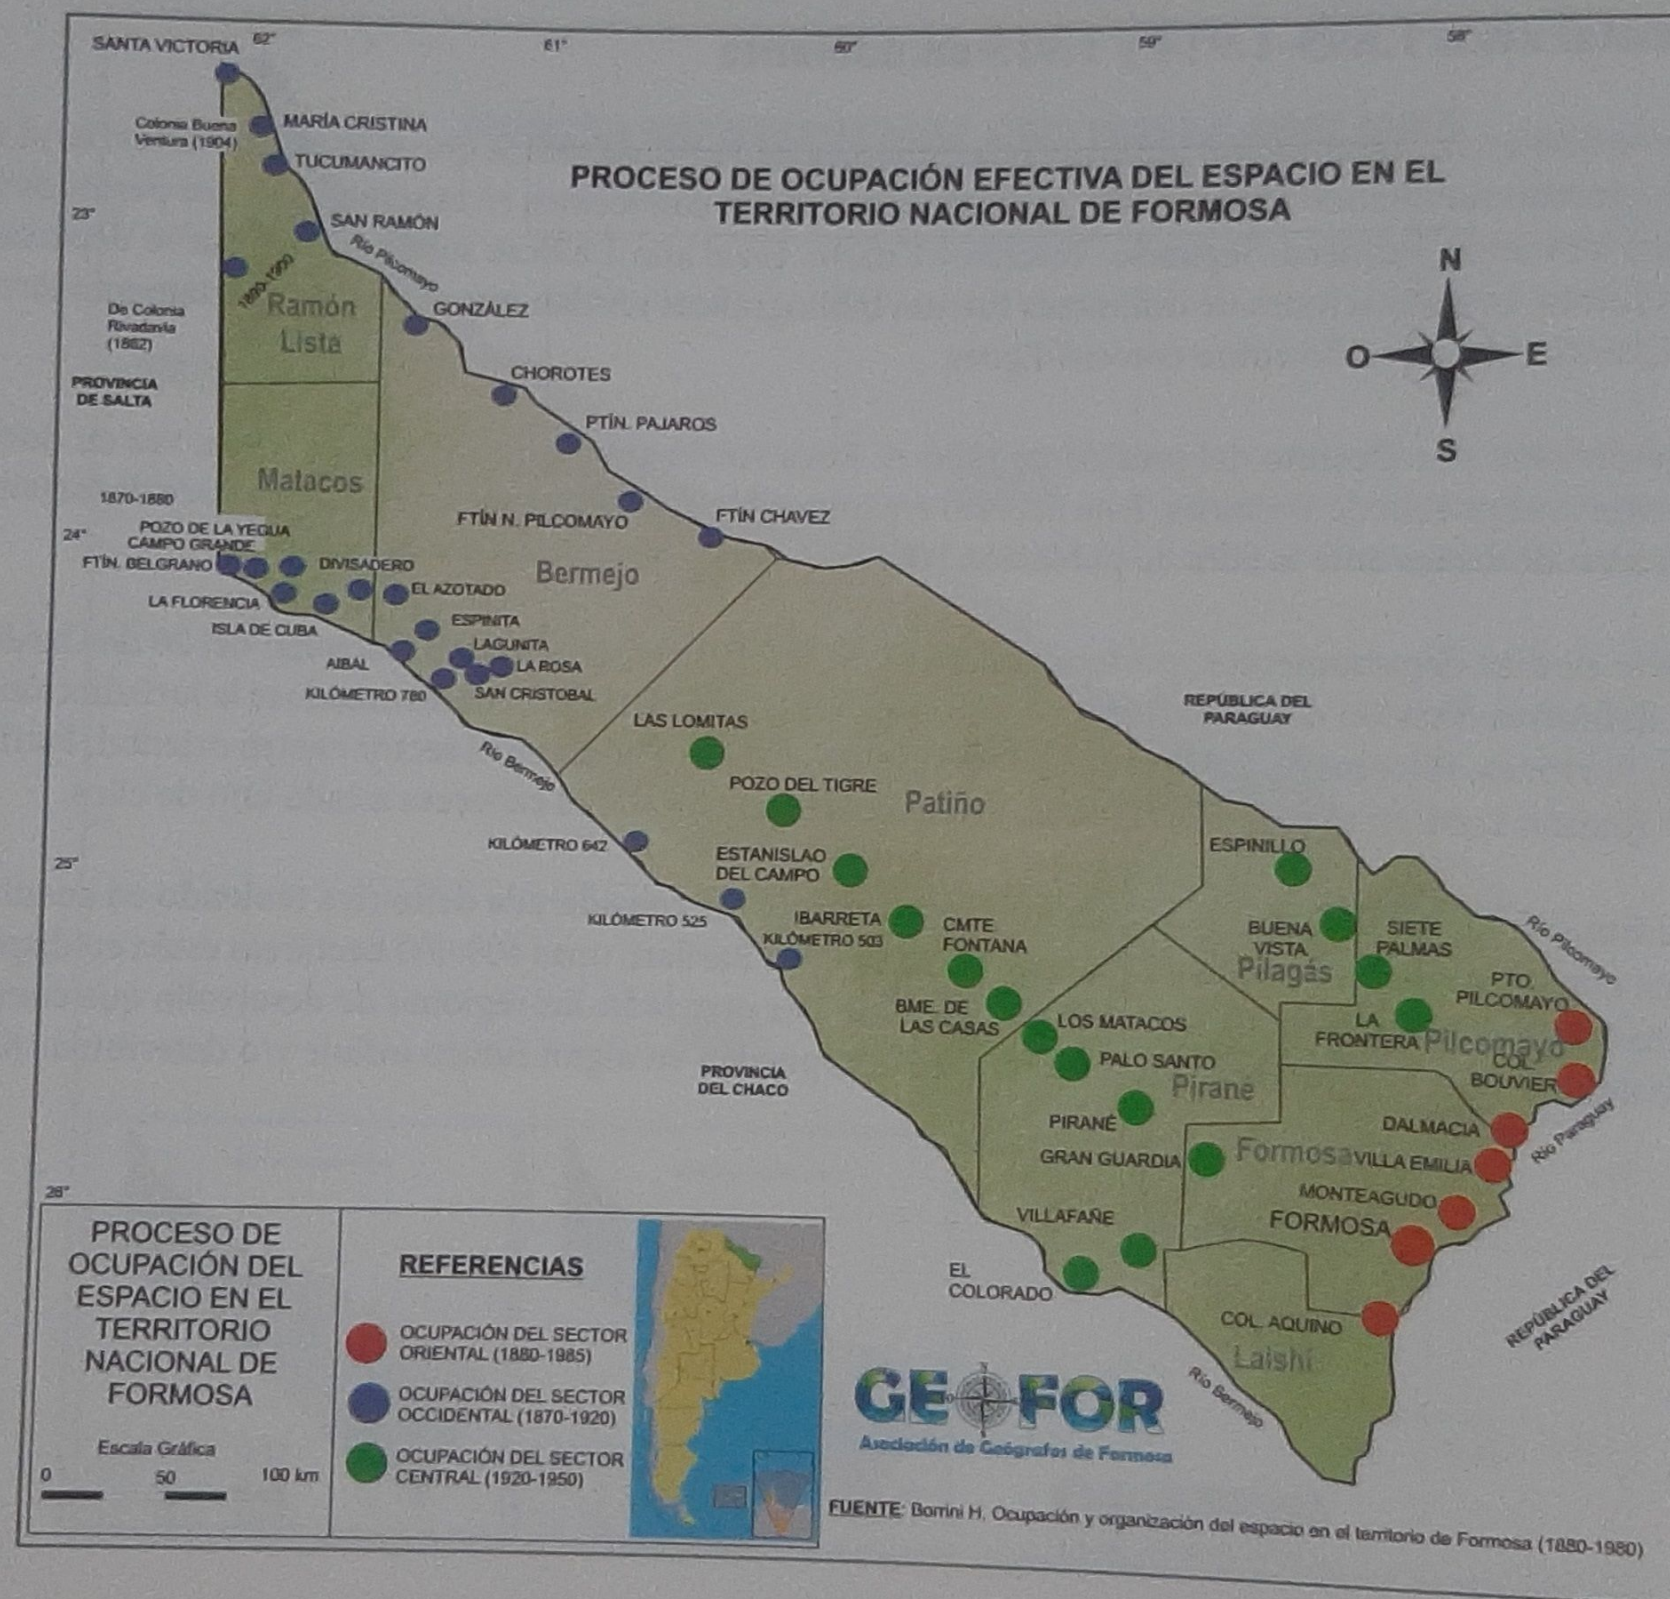 SANTA VICTORIA
62°
61°
60°
59°
58°
Colonia Buena
Ventura (1904)
MARÍA CRISTINA
TUCUMANCITO
PROCESO DE OCUPACIÓN EFECTIVA DEL ESPACIO EN EL
TERRITORIO NACIONAL DE FORMOSA
23°
SAN RAMÓN
Río Pilcomayo
1890-1900
N
O
E
S
Ramón
Lista
De Colonia
Rivadavia
(1862)
GONZÁLEZ
PROVINCIA
DE SALTA
CHOROTES
PTÍN. PAJAROS
Matacos
1870-1880
FTÍN N. PILCOMAYO
FTÍN CHAVEZ
24°
POZO DE LA YEGUA
CAMPO GRANDE
FTÍN. BELGRANO
DIVISADERO
Bermejo
LA FLORENCIA
EL AZOTADO
ISLA DE CUBA
ESPINITA
LAGUNITA
AIBAL
LA ROSA
KILÓMETRO 780
SAN CRISTOBAL
REPÚBLICA DEL
PARAGUAY
LAS LOMITAS
Río Bermejo
POZO DEL TIGRE
Patiño
KILÓMETRO 642
ESPINILLO
25°
ESTANISLAO
DEL CAMPO
KILÓMETRO 525
IBARRETA
KILÓMETRO 503
CMTE
FONTANA
BUENA
VISTA
Pilagás
SIETE
PALMAS
Río Pilcomayo
PTO.
PILCOMAYO
BME. DE
LAS CASAS
LOS MATACOS
LA
FRONTERA
Pilcomayo
COL.
BOUVIER
PALO SANTO
Pirané
PROVINCIA
DEL CHACO
PIRANÉ
DALMACIA
Río Paraguay
GRAN GUARDIA
Formosa
VILLA EMILIA
MONTEAGUDO
26°
VILLAFAÑE
FORMOSA
EL
COLORADO
COL. AQUINO
REPÚBLICA DEL
PARAGUAY
Laishí
Río Bermejo
PROCESO DE
OCUPACIÓN DEL
ESPACIO EN EL
TERRITORIO
NACIONAL DE
FORMOSA
Escala Gráfica
0 50 100 km
REFERENCIAS
OCUPACIÓN DEL SECTOR
ORIENTAL (1880-1985)
OCUPACIÓN DEL SECTOR
OCCIDENTAL (1870-1920)
OCUPACIÓN DEL SECTOR
CENTRAL (1920-1950)
GEOFOR
Asociación de Geógrafos de Formosa
FUENTE: Borrini H. Ocupación y organización del espacio en el territorio de Formosa (1880-1980)